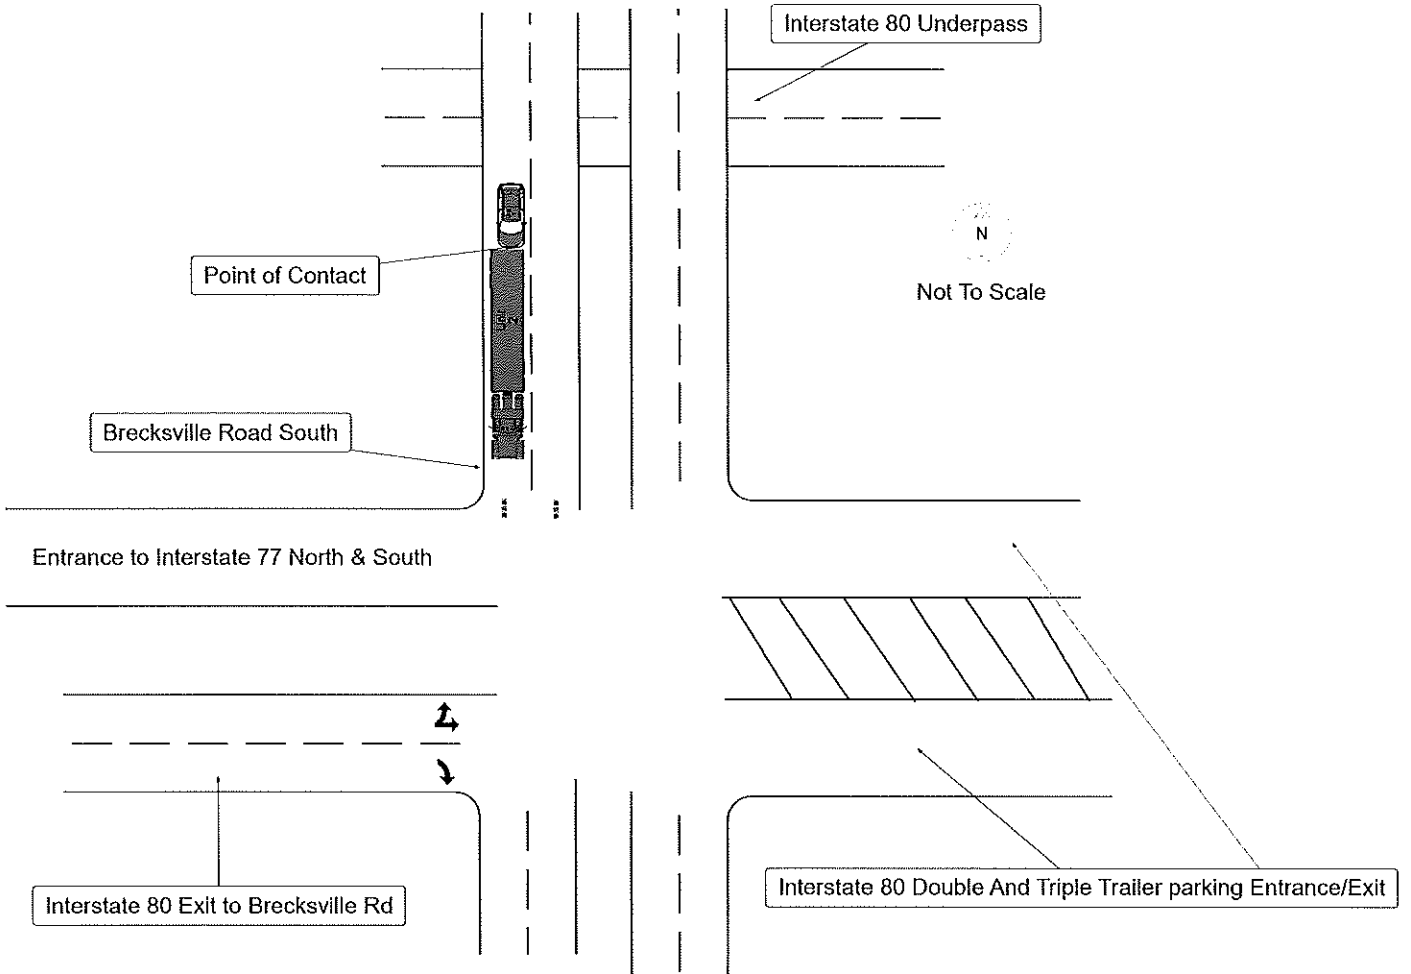 Interstate 80 Underpass
N
Point of Contact
Not To Scale
Brecksville Road South
Entrance to Interstate 77 North & South
Interstate 80 Exit to Brecksville Rd
Interstate 80 Double And Triple Trailer parking Entrance/Exit